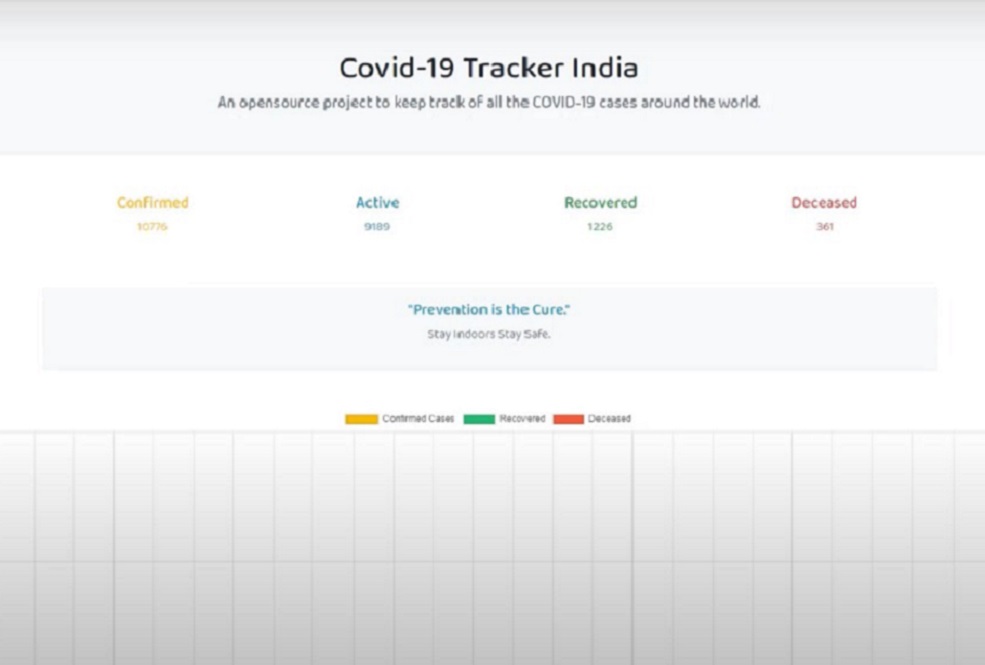 Covid-19 Tracker India
An opensource project to keep track of all the COVID-19 cases around the world.
Confirmed Active Recovered Deceased
10776 9189 1226 361
"Prevention is the Cure."
Stay Indoors Stay Safe.
Confirmed Cases Recovered Deceased